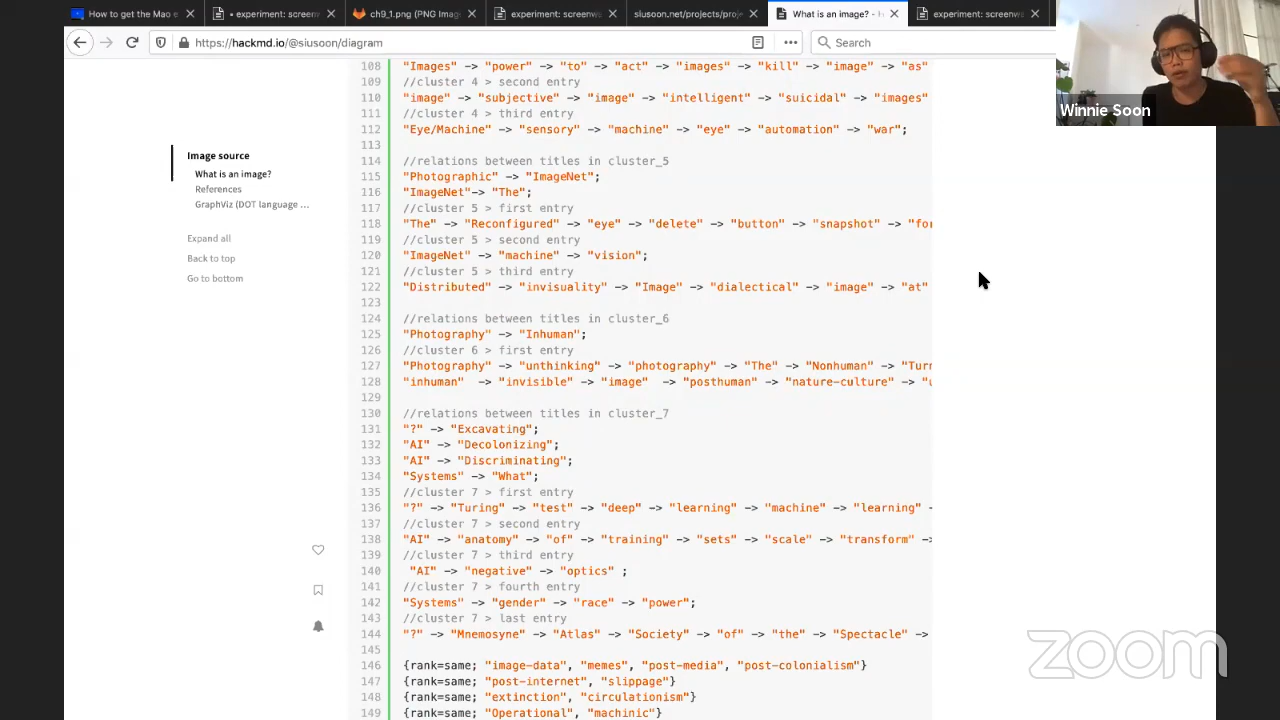 How to get the Mao e
• experiment: screenw
ch9_1.png (PNG Imag
experiment: screenwa
siusoon.net/projects/proj
What is an image? - H
experiment: screenwa
https://hackmd.io/@siusoon/diagram
Search
Winnie Soon
Image source
What is an image?
References
GraphViz (DOT language ...
Expand all
Back to top
Go to bottom
108 "Images" -> "power" -> "to" -> "act" -> "images" -> "kill" -> "image" -> "as"
109 //cluster 4 > second entry
110 "image" -> "subjective" -> "image" -> "intelligent" -> "suicidal" -> "images"
111 //cluster 4 > third entry
112 "Eye/Machine" -> "sensory" -> "machine" -> "eye" -> "automation" -> "war";
113
114 //relations between titles in cluster_5
115 "Photographic" -> "ImageNet";
116 "ImageNet"-> "The";
117 //cluster 5 > first entry
118 "The" -> "Reconfigured" -> "eye" -> "delete" -> "button" -> "snapshot" -> "for
119 //cluster 5 > second entry
120 "ImageNet" -> "machine" -> "vision";
121 //cluster 5 > third entry
122 "Distributed" -> "invisuality" -> "Image" -> "dialectical" -> "image" -> "at"
123
124 //relations between titles in cluster_6
125 "Photography" -> "Inhuman";
126 //cluster 6 > first entry
127 "Photography" -> "unthinking" -> "photography" -> "The" -> "Nonhuman" -> "Turn
128 "inhuman" -> "invisible" -> "image" -> "posthuman" -> "nature-culture" -> "u
129
130 //relations between titles in cluster_7
131 "?" -> "Excavating";
132 "AI" -> "Decolonizing";
133 "AI" -> "Discriminating";
134 "Systems" -> "What";
135 //cluster 7 > first entry
136 "?" -> "Turing" -> "test" -> "deep" -> "learning" -> "machine" -> "learning" -
137 //cluster 7 > second entry
138 "AI" -> "anatomy" -> "of" -> "training" -> "sets" -> "scale" -> "transform" ->
139 //cluster 7 > third entry
140 "AI" -> "negative" -> "optics" ;
141 //cluster 7 > fourth entry
142 "Systems" -> "gender" -> "race" -> "power";
143 //cluster 7 > last entry
144 "?" -> "Mnemosyne" -> "Atlas" -> "Society" -> "of" -> "the" -> "Spectacle" ->
145
146 {rank=same; "image-data", "memes", "post-media", "post-colonialism"}
147 {rank=same; "post-internet", "slippage"}
148 {rank=same; "extinction", "circulationism"}
149 {rank=same; "Operational", "machinic"}
zoom